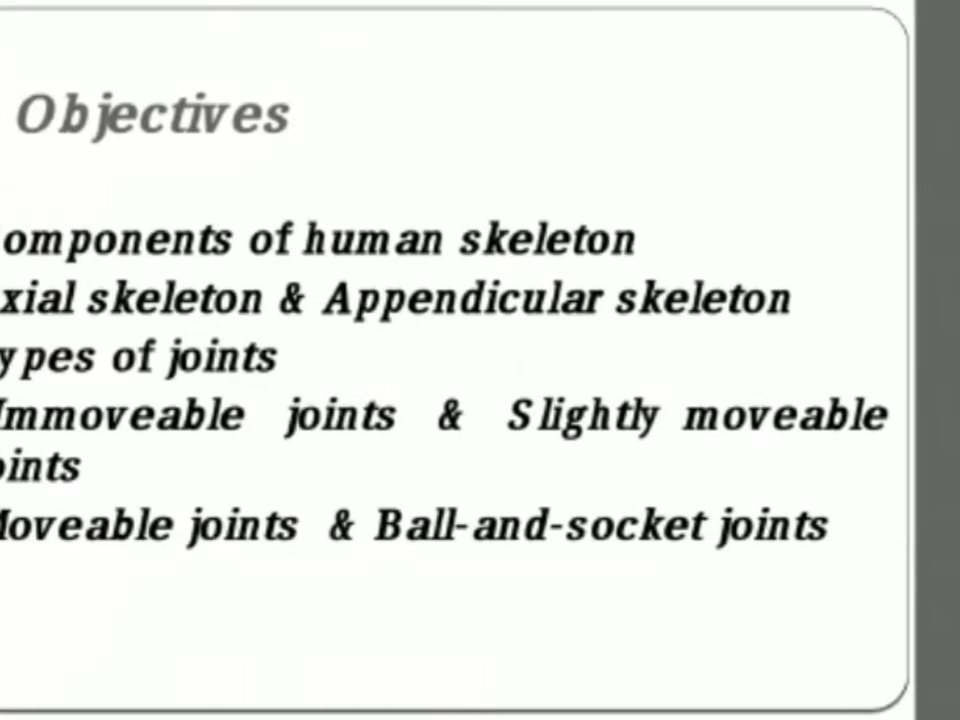 Objectives
omponents of human skeleton
xial skeleton & Appendicular skeleton
ypes of joints
Immoveable joints & Slightly moveable
oints
Moveable joints & Ball-and-socket joints